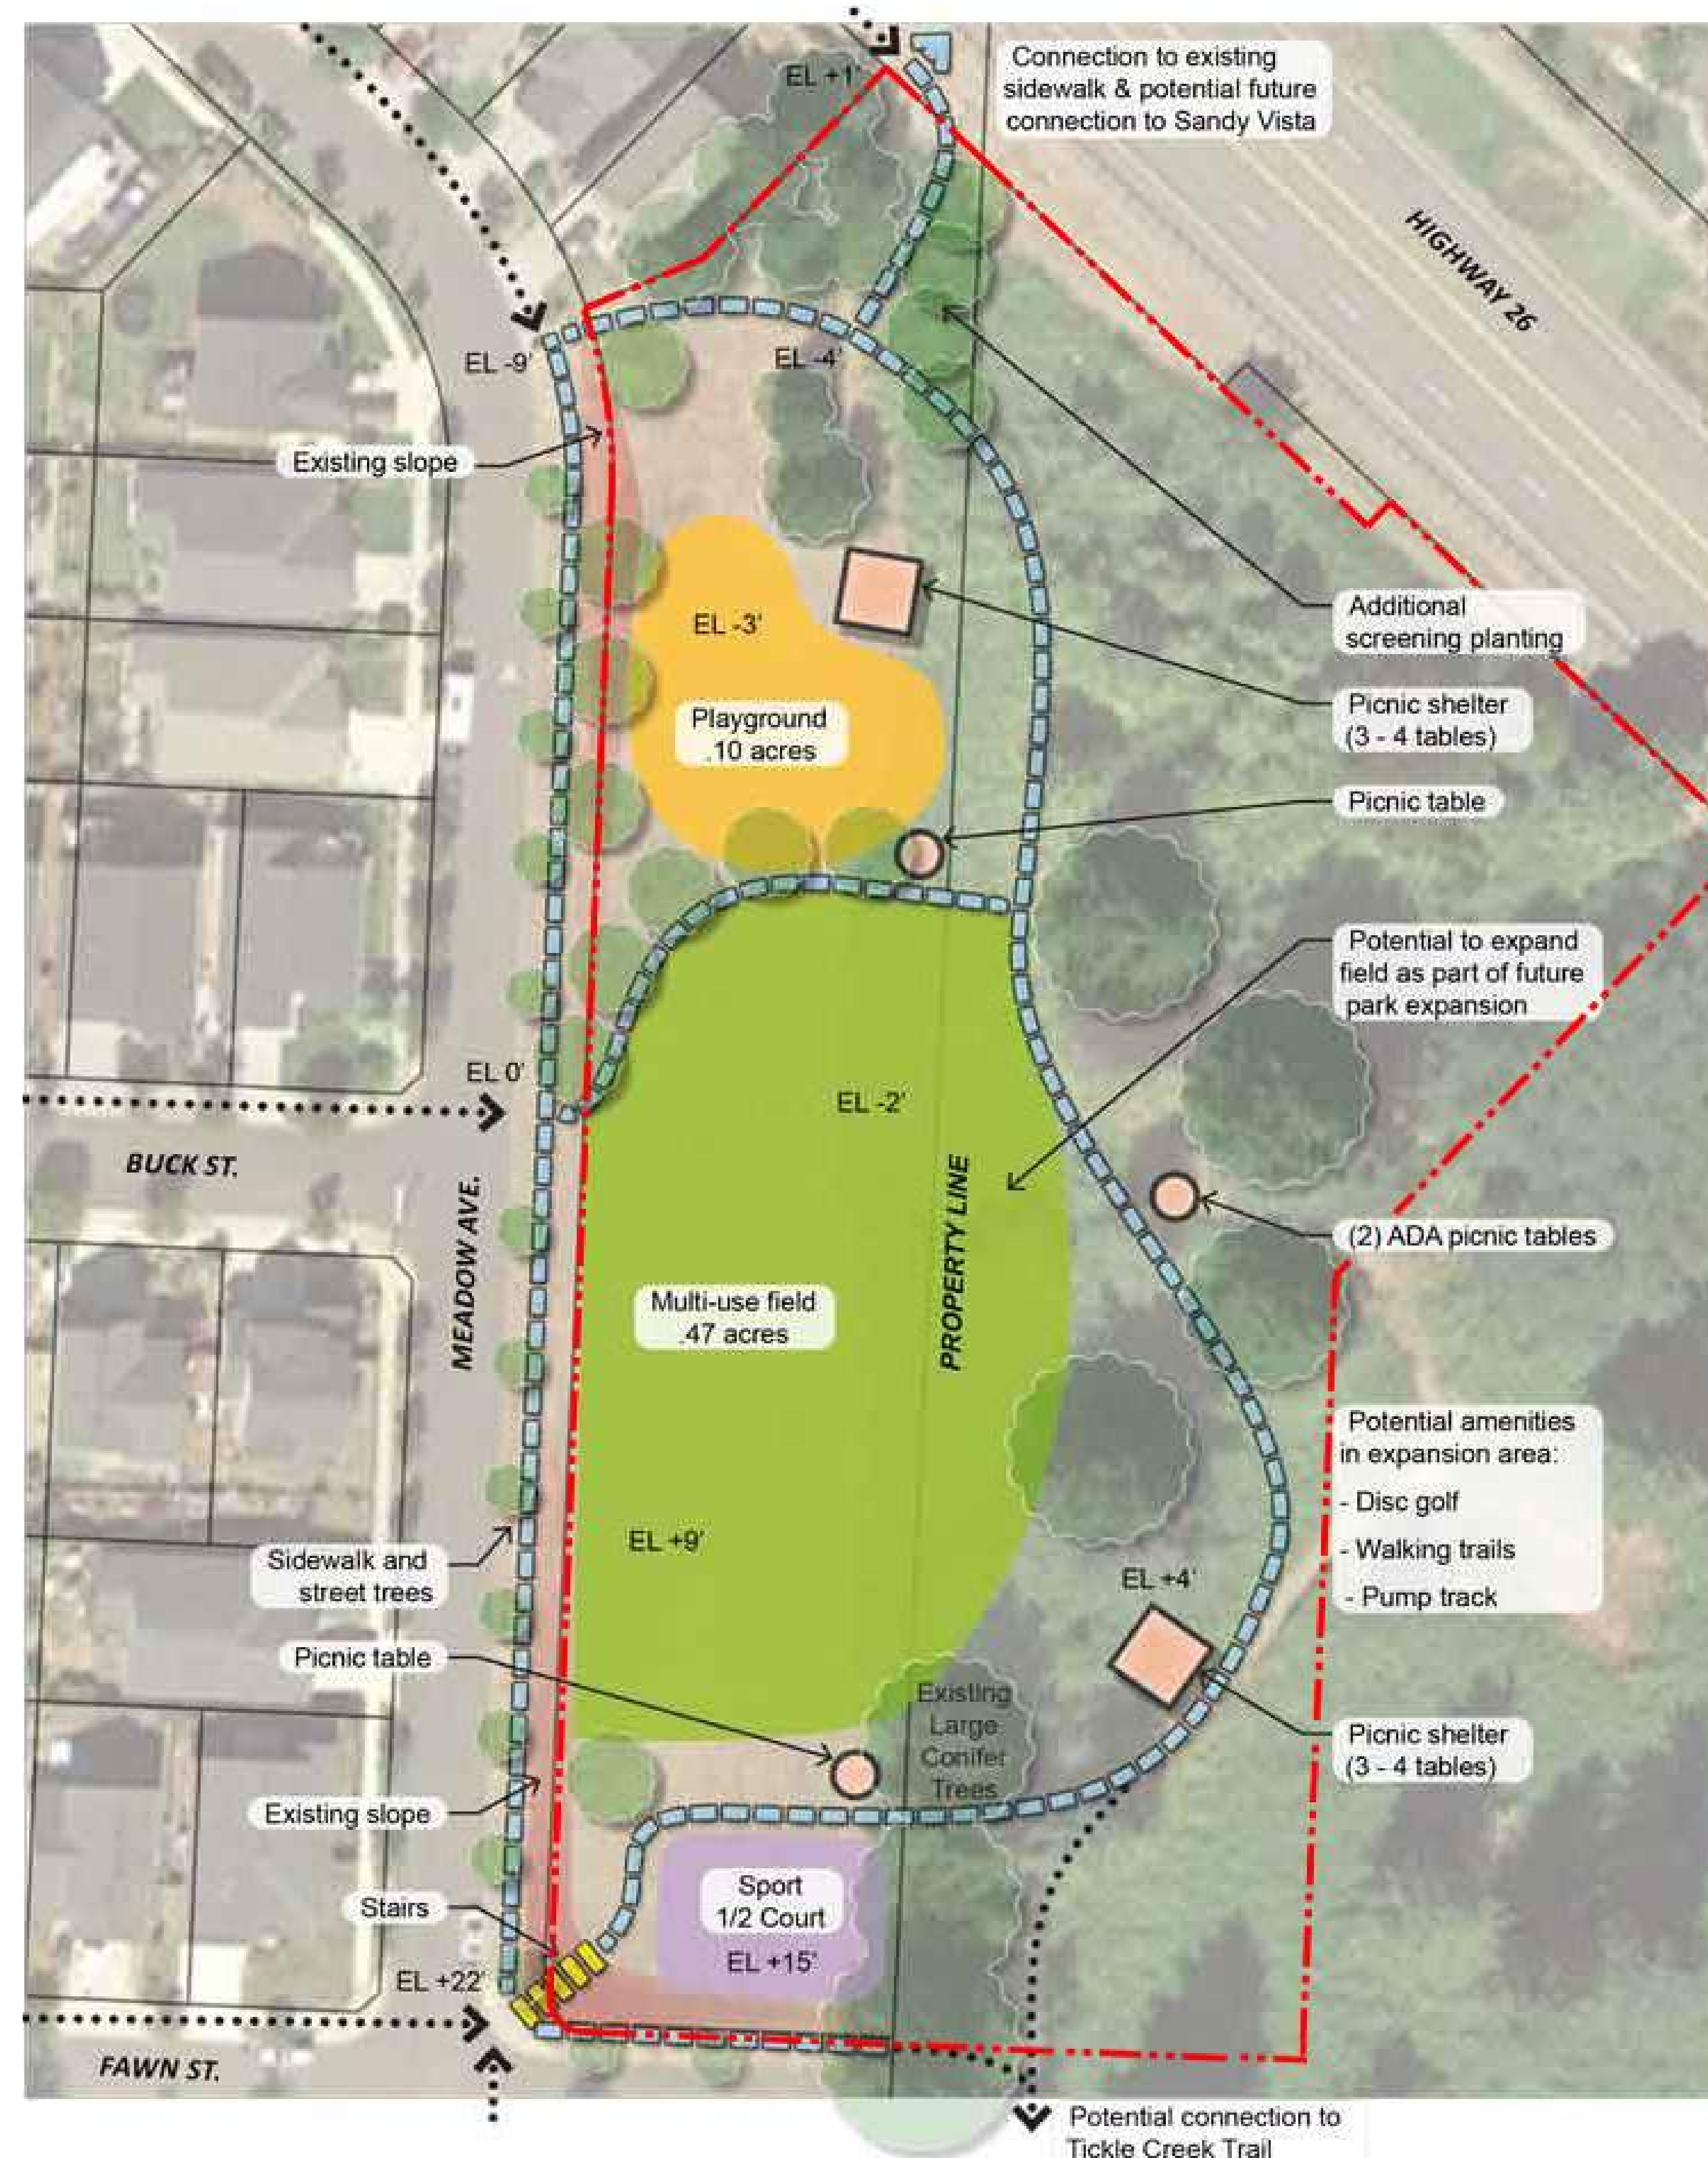 EL +1'
Connection to existing
sidewalk & potential future
connection to Sandy Vista
HIGHWAY 26
EL -9'
EL -4'
Existing slope
Additional
screening planting
EL -3'
Playground
.10 acres
Picnic shelter
(3 - 4 tables)
Picnic table
Potential to expand
field as part of future
park expansion
EL 0'
EL -2'
BUCK ST.
MEADOW AVE.
PROPERTY LINE
(2) ADA picnic tables
Multi-use field
.47 acres
Potential amenities
in expansion area:
- Disc golf
- Walking trails
- Pump track
EL +9'
Sidewalk and
street trees
EL +4'
Picnic table
Existing
Large
Conifer
Trees
Picnic shelter
(3 - 4 tables)
Existing slope
Sport
1/2 Court
EL +15'
Stairs
EL +22'
FAWN ST.
Potential connection to
Tickle Creek Trail